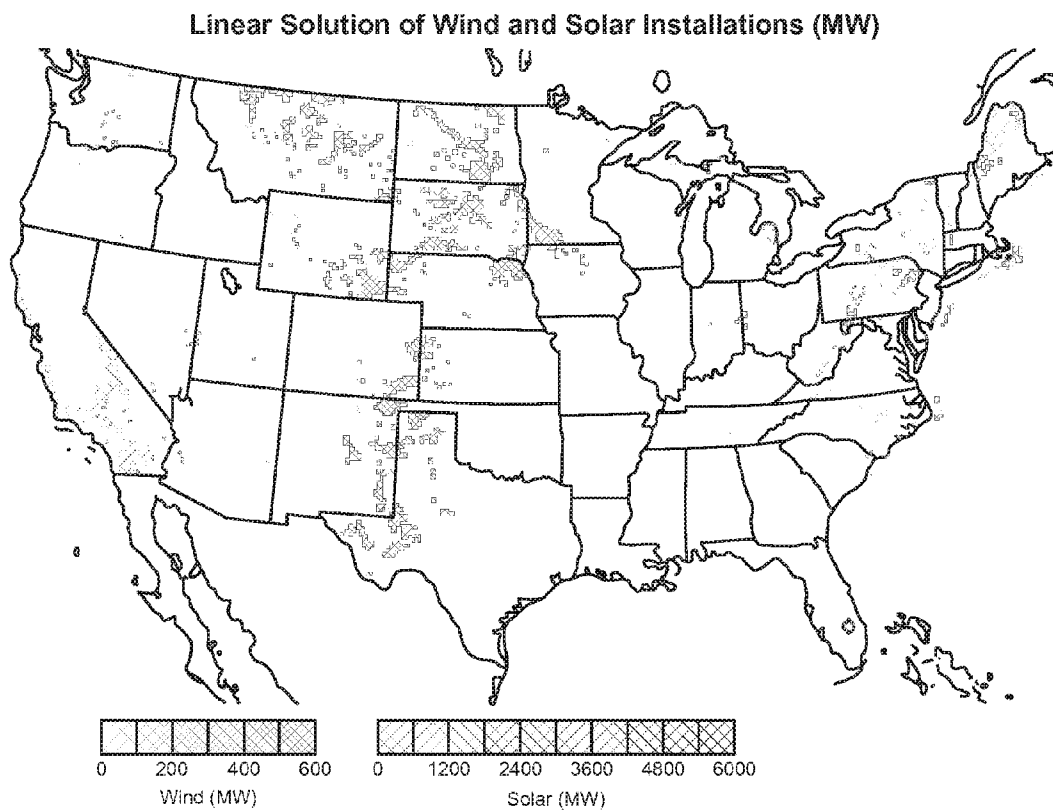 Linear Solution of Wind and Solar Installations (MW)
0 200 400 600
Wind (MW)
0 1200 2400 3600 4800 6000
Solar (MW)